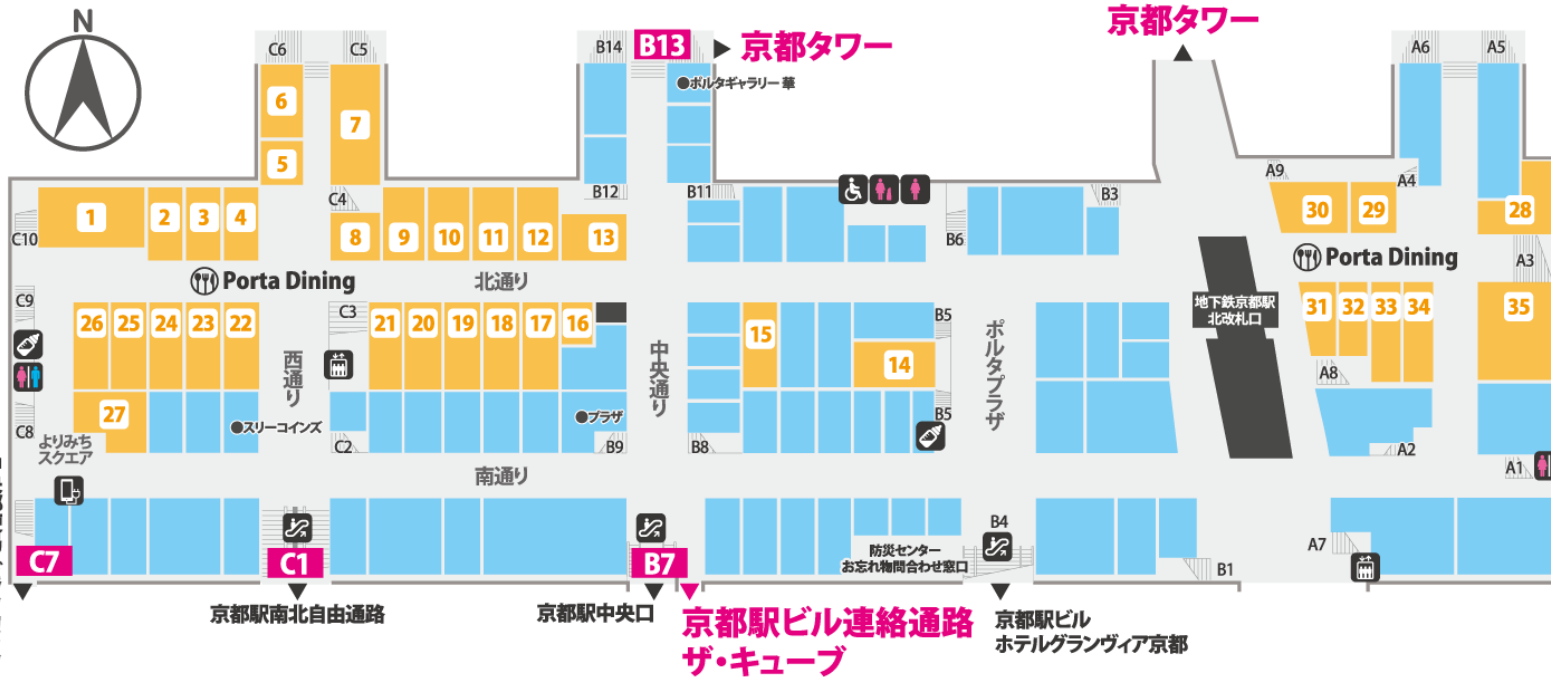 N
C6
C5
B14
B13
京都タワー
京都タワー
A6
A5
●ポルタギャラリー 華
6
7
5
B12
B11
B3
A9
A4
C4
1
2
3
4
8
9
10
11
12
13
30
29
28
C10
B6
A3
Porta Dining
北通り
Porta Dining
C9
C3
B5
地下鉄京都駅
北改札口
26
25
24
23
22
21
20
19
18
17
16
15
14
31
32
33
34
35
西通り
中央通り
ポルタプラザ
A8
27
●スリーコインズ
●プラザ
B5
C8
C2
B9
B8
A2
よりみち
スクエア
南通り
A1
C7
C1
B7
B4
防災センター
お忘れ物問合わせ窓口
A7
B1
京都駅南北自由通路
京都駅中央口
京都駅ビル連絡通路
ザ・キューブ
京都駅ビル
ホテルグランヴィア京都